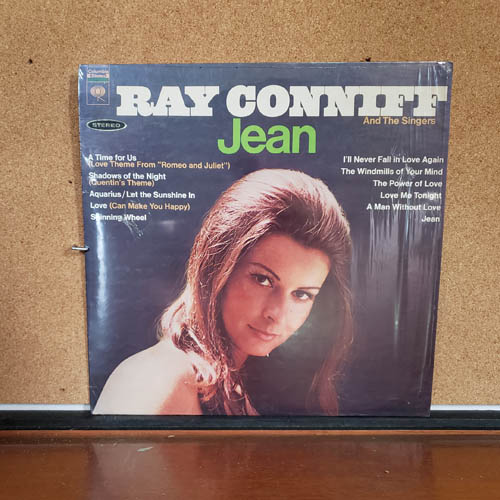 Columbia
Stereo
RAY CONNIFF
And The Singers
STEREO
Jean
A Time for Us
(Love Theme From "Romeo and Juliet")
Shadows of the Night
(Quentin's Theme)
Aquarius/Let the Sunshine In
Love (Can Make You Happy)
Spinning Wheel
I'll Never Fall in Love Again
The Windmills of Your Mind
The Power of Love
Love Me Tonight
A Man Without Love
Jean